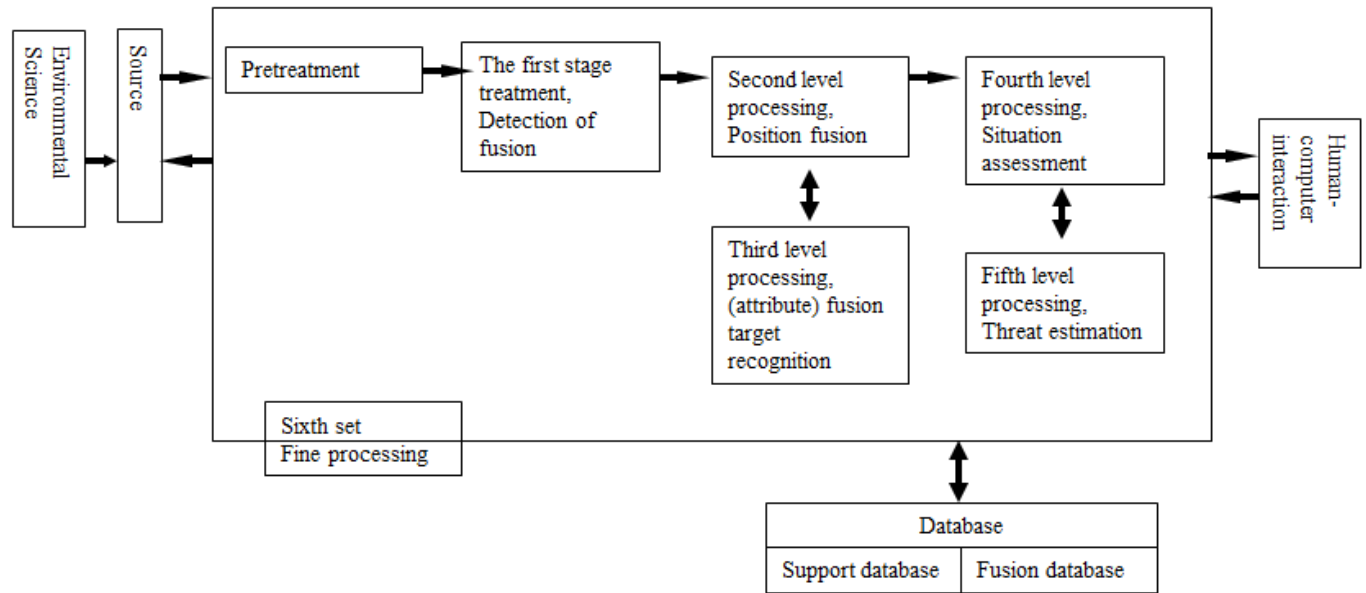 Environmental
Science
Source
Pretreatment
The first stage
treatment,
Detection of
fusion
Second level
processing,
Position fusion
Fourth level
processing,
Situation
assessment
Human-
computer
interaction
Third level
processing,
(attribute) fusion
target
recognition
Fifth level
processing,
Threat estimation
Sixth set
Fine processing
Database
Support database
Fusion database